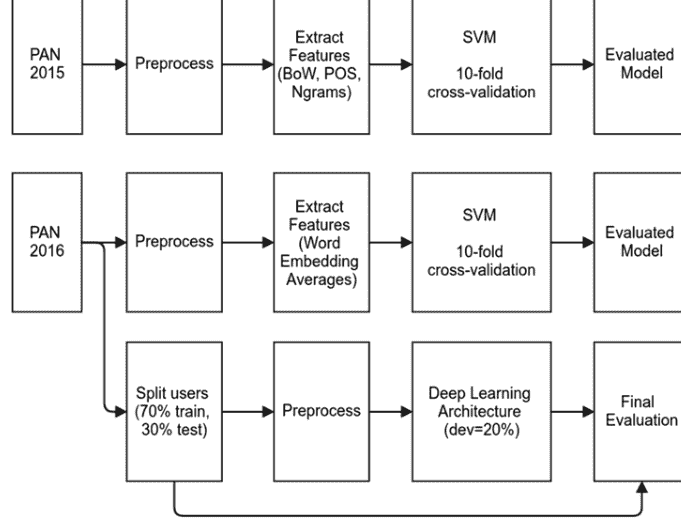 PAN
2015
Preprocess
Extract
Features
(BoW, POS,
Ngrams)
SVM
10-fold
cross-validation
Evaluated
Model
PAN
2016
Preprocess
Extract
Features
(Word
Embedding
Averages)
SVM
10-fold
cross-validation
Evaluated
Model
Split users
(70% train,
30% test)
Preprocess
Deep Learning
Architecture
(dev=20%)
Final
Evaluation